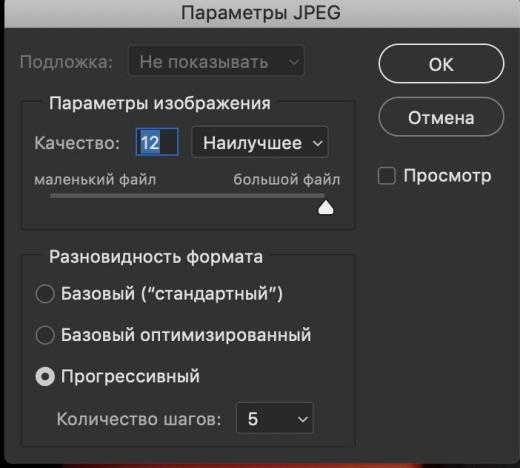 Параметры JPEG
Подложка: Не показывать
OK
Параметры изображения
Отмена
Качество: 12 Наилучшее
маленький файл большой файл
Просмотр
Разновидность формата
Базовый (“стандартный”)
Базовый оптимизированный
Прогрессивный
Количество шагов: 5